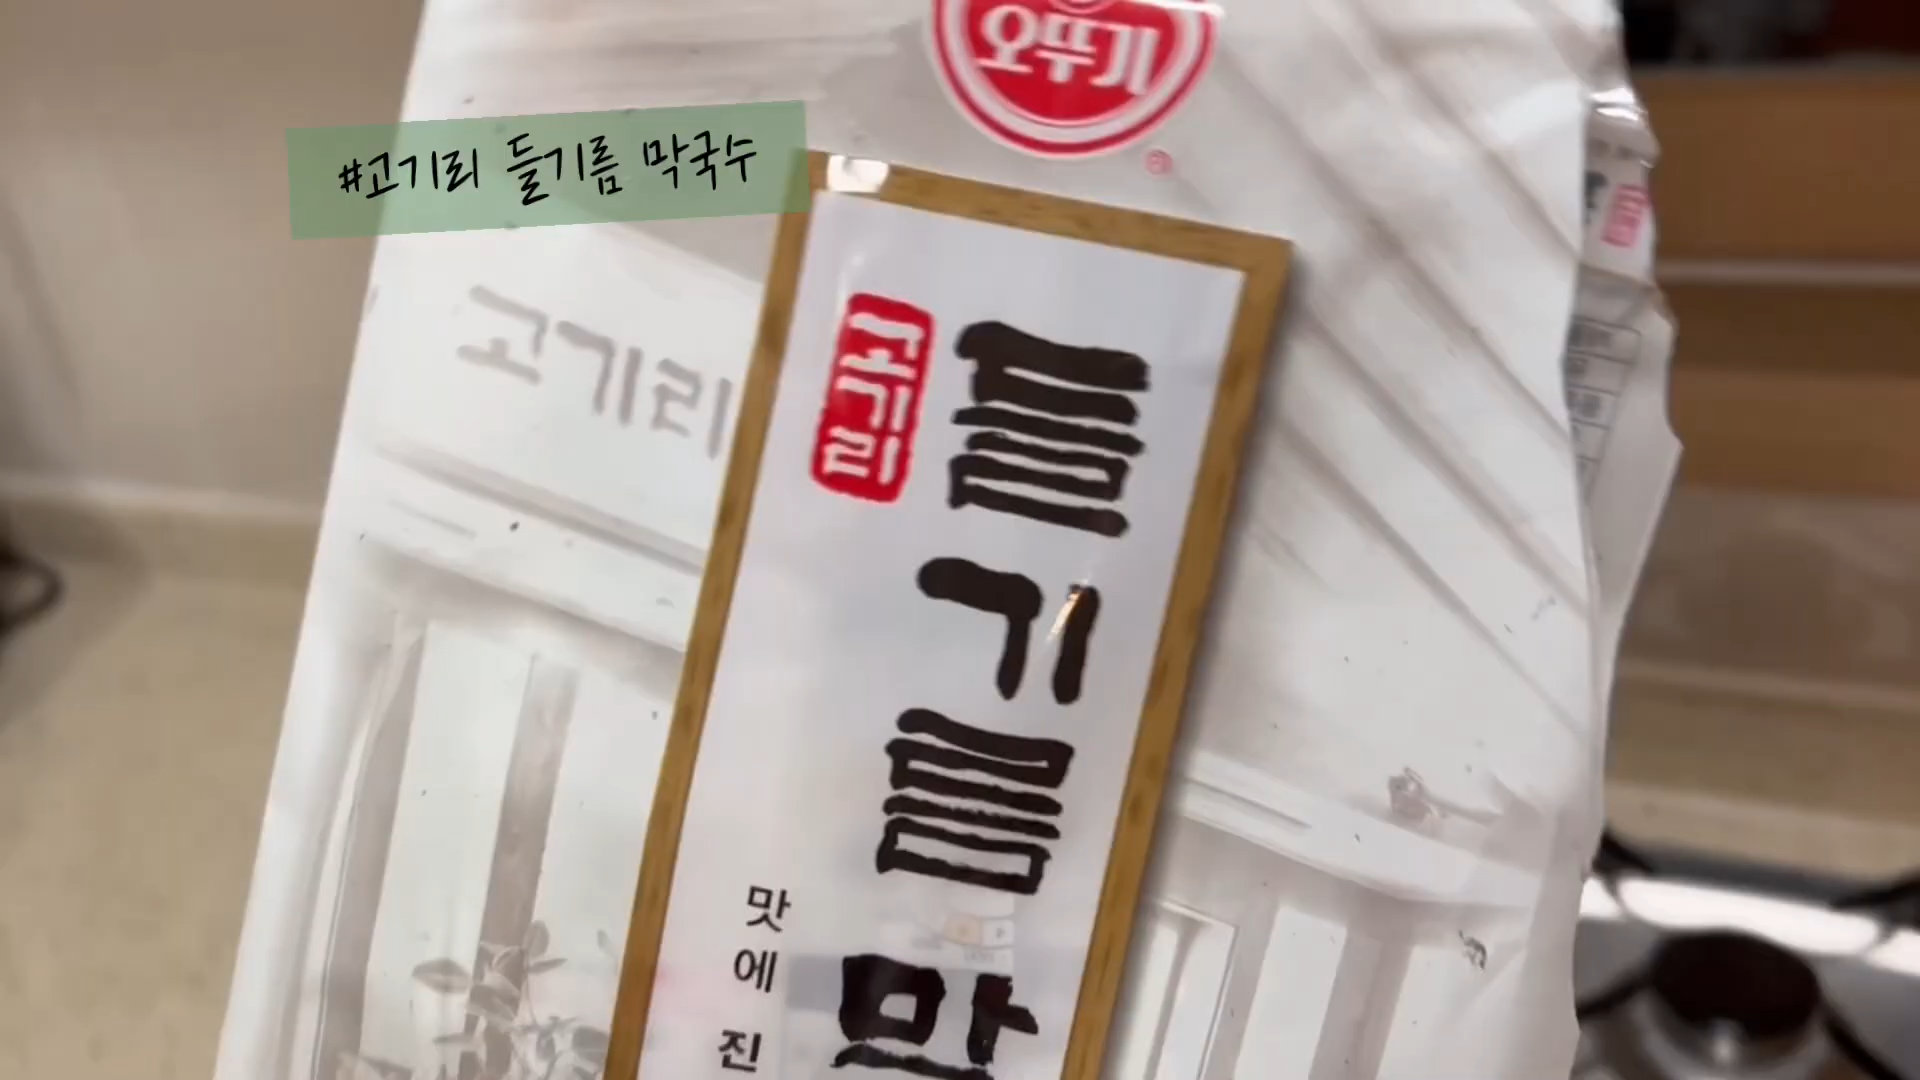 오뚜기
#고기리 들기름 막국수
고기리
고기리
들기름막
맛에 진